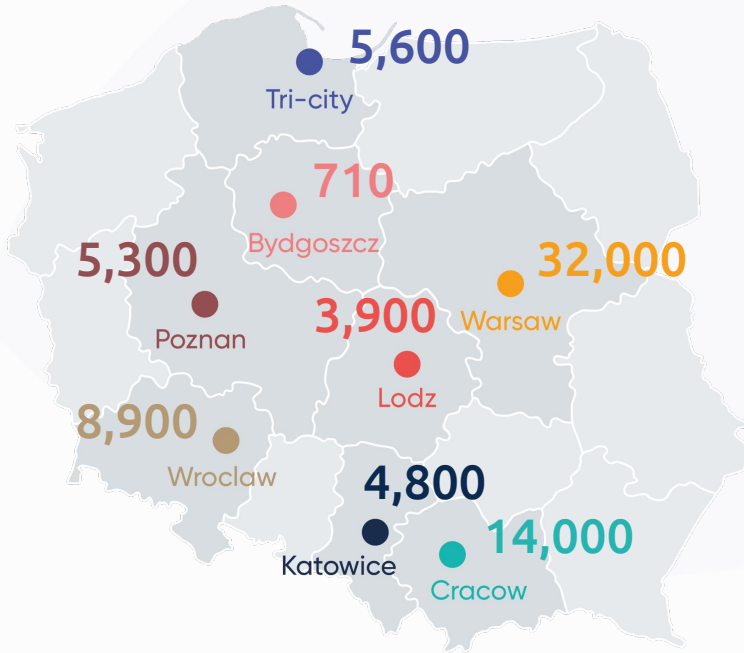 5,600
Tri-city
710
Bydgoszcz
5,300
Poznan
32,000
Warsaw
3,900
Lodz
8,900
Wroclaw
4,800
Katowice
14,000
Cracow